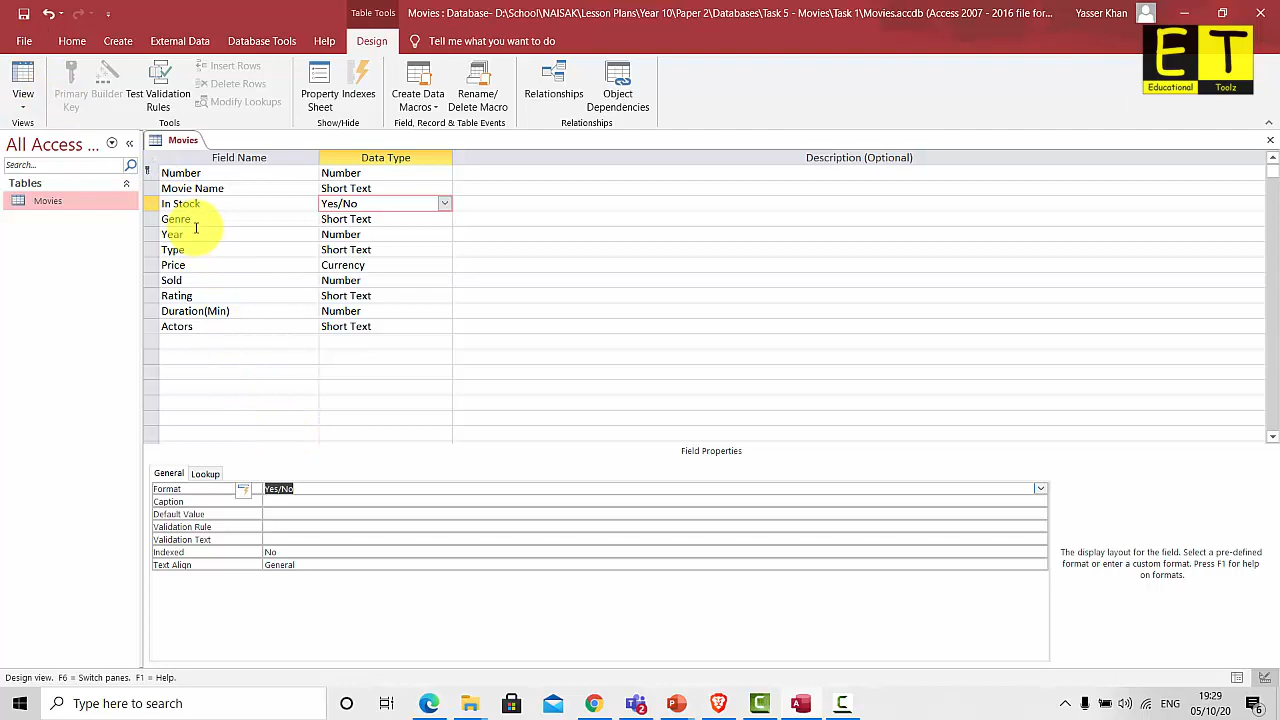 Table Tools
Movies : Database- D:\School\NAISAK\Lesson Plans\Year 10\Paper 2\Databases\Task 5 - Movies\Task 1\Movies.accdb (Access 2007 - 2016 file for...
Yasser Khan
File Home Create External Data Database Tools Help Design Tell me what you want to do
ET
Educational Toolz
View
Views
Primary Key
Builder
Test Validation Rules
Insert Rows
Delete Rows
Modify Lookups
Tools
Property Sheet
Indexes
Show/Hide
Create Data Macros
Rename/ Delete Macro
Field, Record & Table Events
Relationships
Object Dependencies
Relationships
All Access ...
Search...
Tables
Movies
Movies
Field Name Data Type Description (Optional)
Number Number
Movie Name Short Text
In Stock Yes/No
Genre Short Text
Year Number
Type Short Text
Price Currency
Sold Number
Rating Short Text
Duration(Min) Number
Actors Short Text
Field Properties
General Lookup
Format Yes/No
Caption
Default Value
Validation Rule
Validation Text
Indexed No
Text Align General
The display layout for the field. Select a pre-defined
format or enter a custom format. Press F1 for help
on formats.
Design view. F6 = Switch panes. F1 = Help.
Type here to search
2
19:29
05/10/20
6